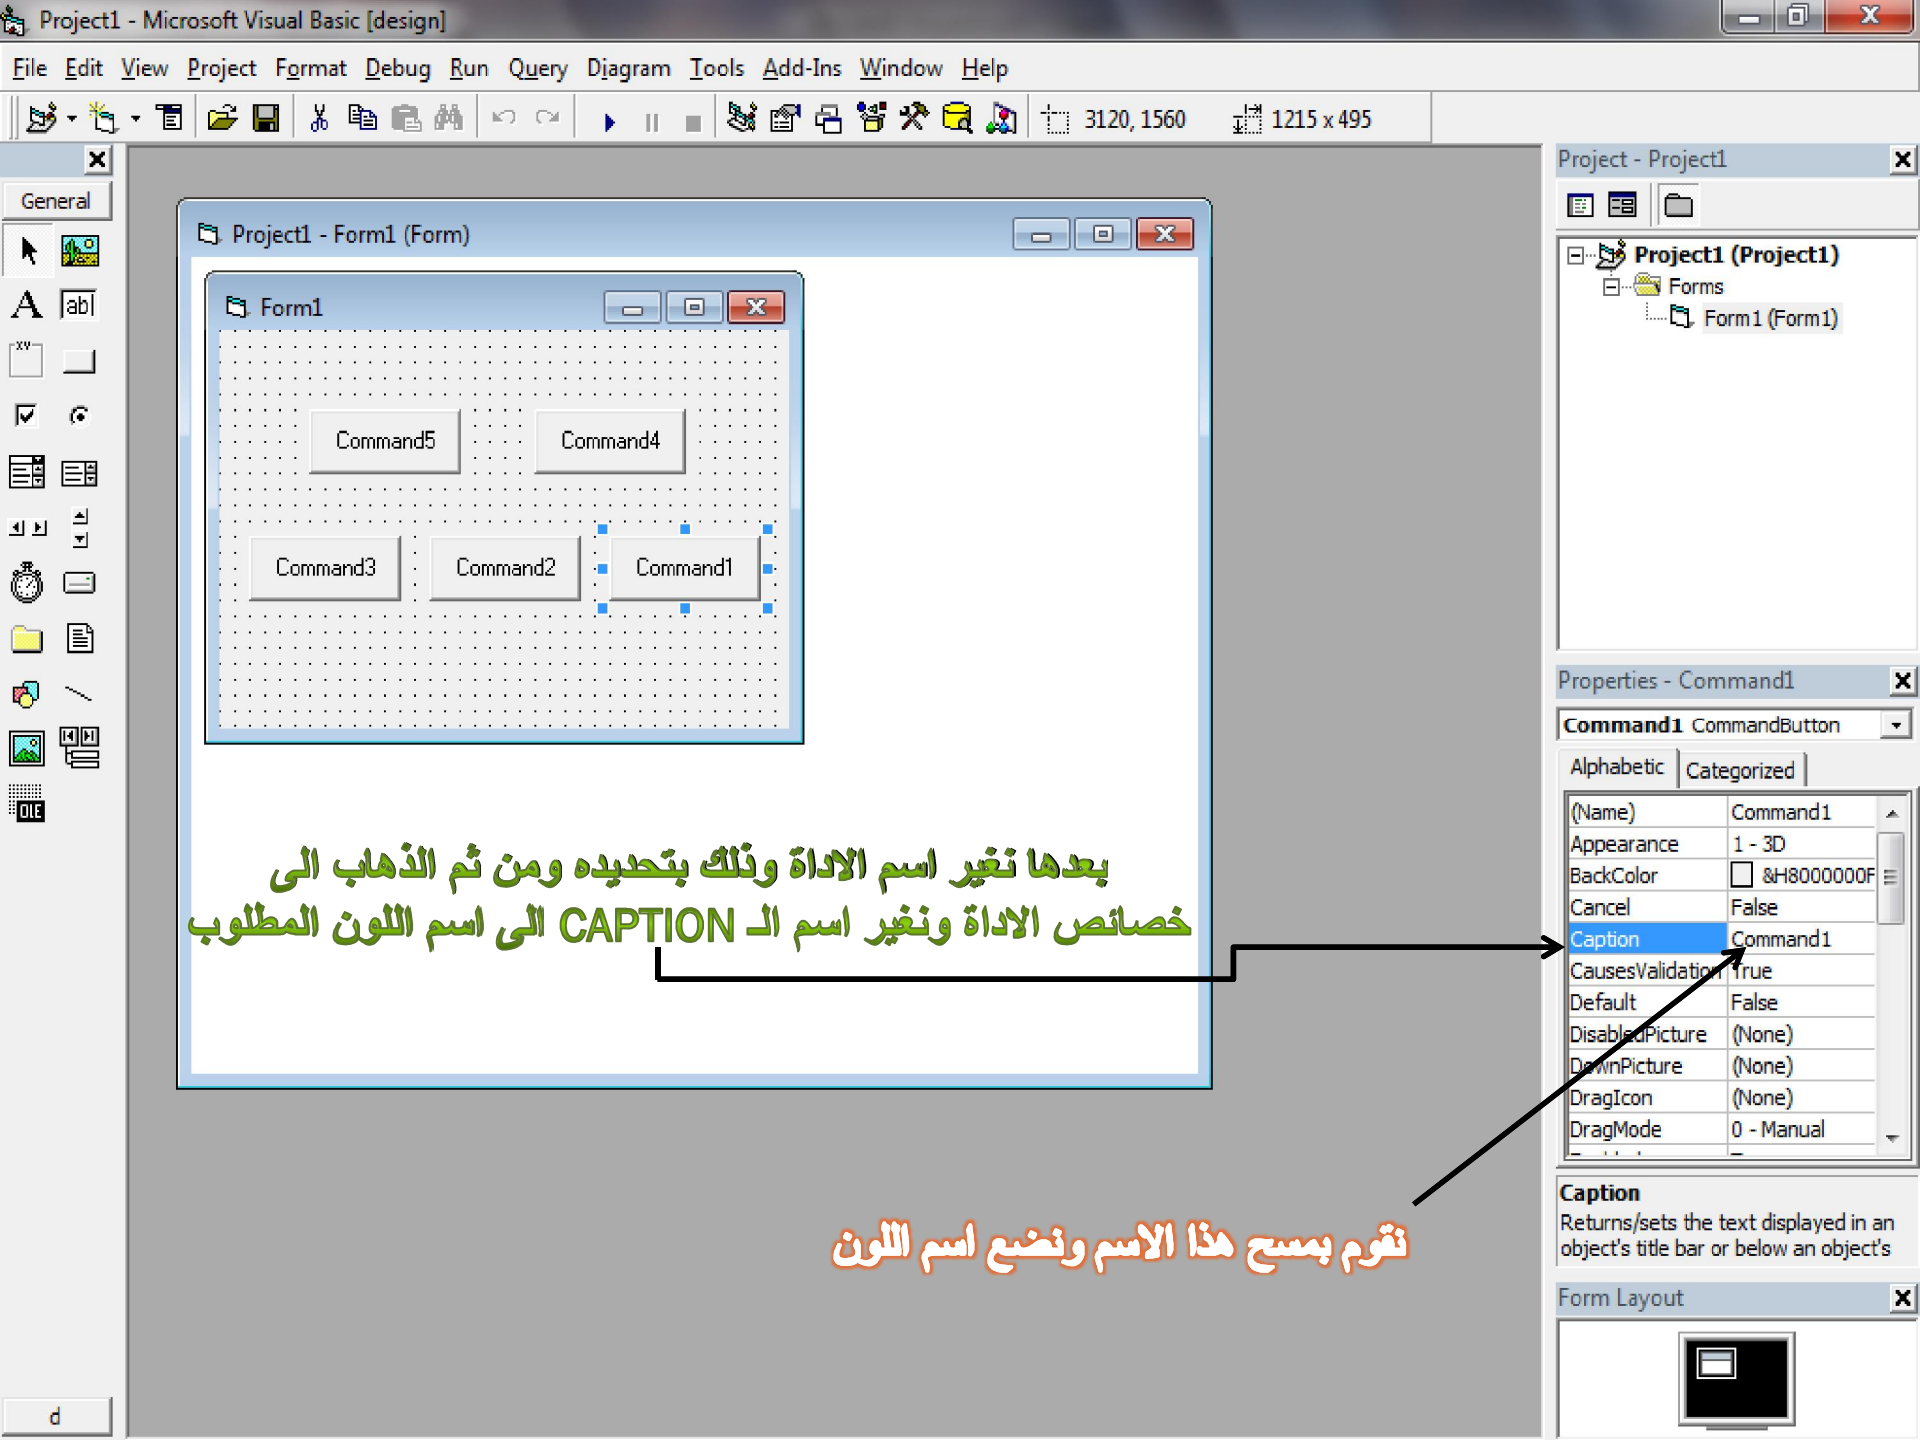 Project1 - Microsoft Visual Basic [design]
File Edit View Project Format Debug Run Query Diagram Tools Add-Ins Window Help
3120, 1560 1215 x 495
General
Project1 - Form1 (Form)
Form1
Command5 Command4
Command3 Command2 Command1
بعدها نغير اسم الاداة وذلك بتحديده ومن ثم الذهاب الى
خصائص الاداة ونغير اسم الـ CAPTION الى اسم اللون المطلوب
نقوم بمسح هذا الاسم ونضع اسم اللون
A ab|
XY
OLE
d
Project - Project1
Project1 (Project1)
Forms
Form1 (Form1)
Properties - Command1
Command1 CommandButton
Alphabetic Categorized
(Name) Command1
Appearance 1 - 3D
BackColor &H8000000F
Cancel False
Caption Command1
CausesValidation True
Default False
DisabledPicture (None)
DownPicture (None)
DragIcon (None)
DragMode 0 - Manual
Caption
Returns/sets the text displayed in an
object's title bar or below an object's
Form Layout